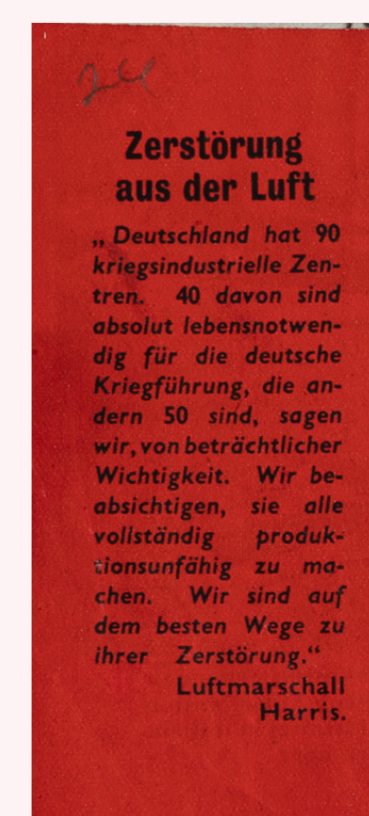 24
Zerstörung
aus der Luft
„Deutschland hat 90
kriegsindustrielle Zen-
tren. 40 davon sind
absolut lebensnotwen-
dig für die deutsche
Kriegführung, die an-
dern 50 sind, sagen
wir, von beträchtlicher
Wichtigkeit. Wir be-
absichtigen, sie alle
vollständig produk-
tionsunfähig zu ma-
chen. Wir sind auf
dem besten Wege zu
ihrer Zerstörung.“
Luftmarschall
Harris.